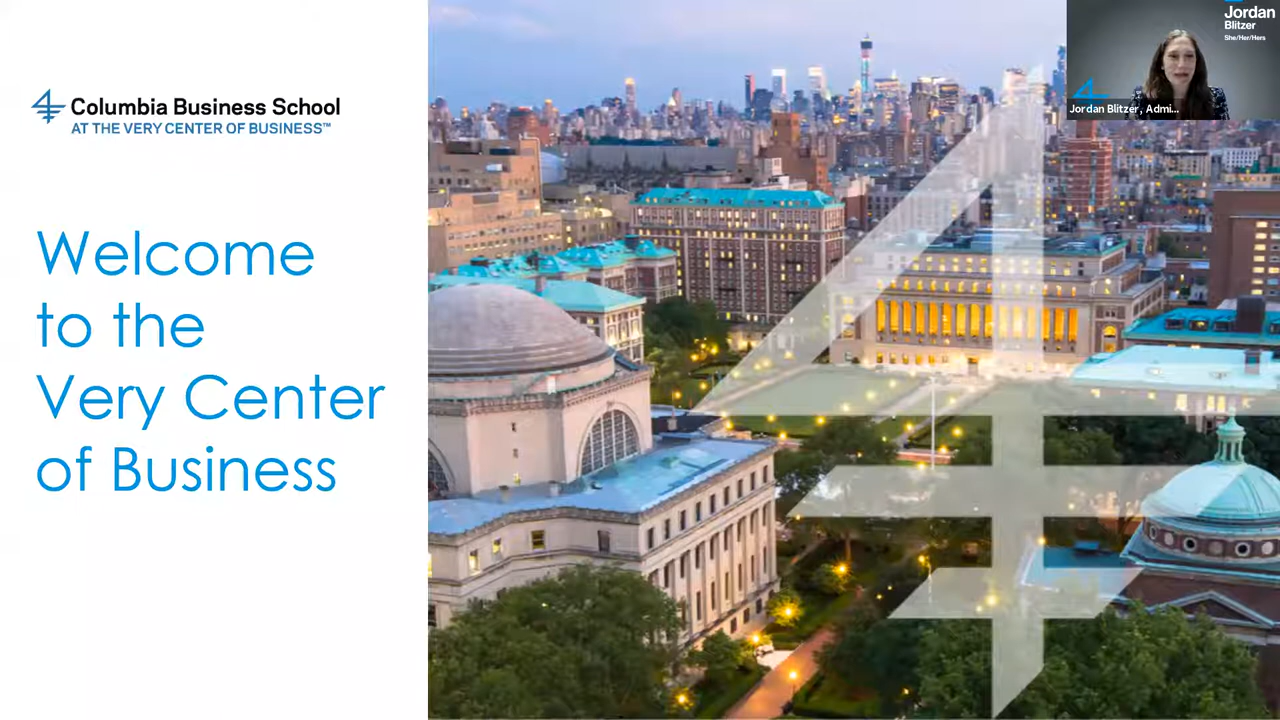 Columbia Business School
AT THE VERY CENTER OF BUSINESS™
Welcome
to the
Very Center
of Business
Jordan
Blitzer
She/Her/Hers
Jordan Blitzer, Admi...